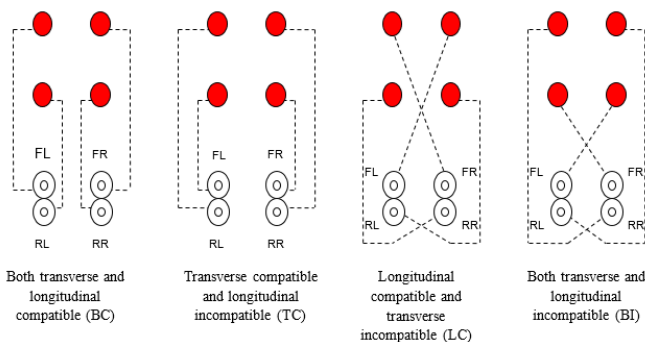 FL FR
RL RR
Both transverse and
longitudinal
compatible (BC)
FL FR
RL RR
Transverse compatible
and longitudinal
incompatible (TC)
FL FR
RL RR
Longitudinal
compatible and
transverse
incompatible (LC)
FL FR
RL RR
Both transverse and
longitudinal
incompatible (BI)